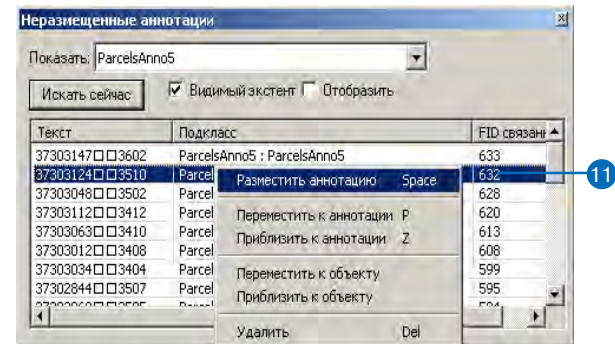 Неразмещенные аннотации
Показать: ParcelsAnno5
Искать сейчас Видимый экстент Отобразить
Текст Подкласс FID связанн
37303147□□3602 ParcelsAnno5 : ParcelsAnno5 633
37303124□□3510 Parcel 632
Разместить аннотацию Space
11
37303048□□3502 Parcel 628
37303112□□3412 Parcel 620
Переместить к аннотации P
37303063□□3410 Parcel 613
Приблизить к аннотации Z
37303012□□3408 Parcel 608
37303034□□3404 Parcel 599
Переместить к объекту
37302844□□3507 Parcel 595
Приблизить к объекту
Удалить Del